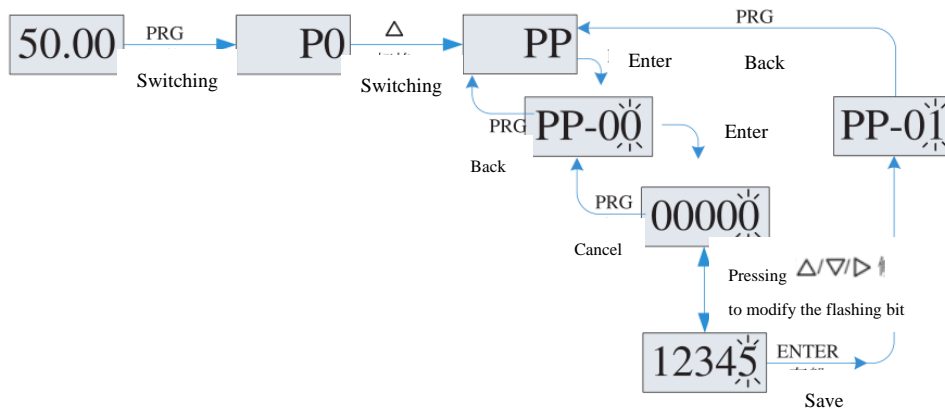 50.00
PRG
Switching
P0
△
Switching
PP
PRG
Back
Enter
PRG
Back
PP-00
Enter
PP-01
PRG
Cancel
00000
Pressing △/▽/▷
to modify the flashing bit
12345
ENTER
Save